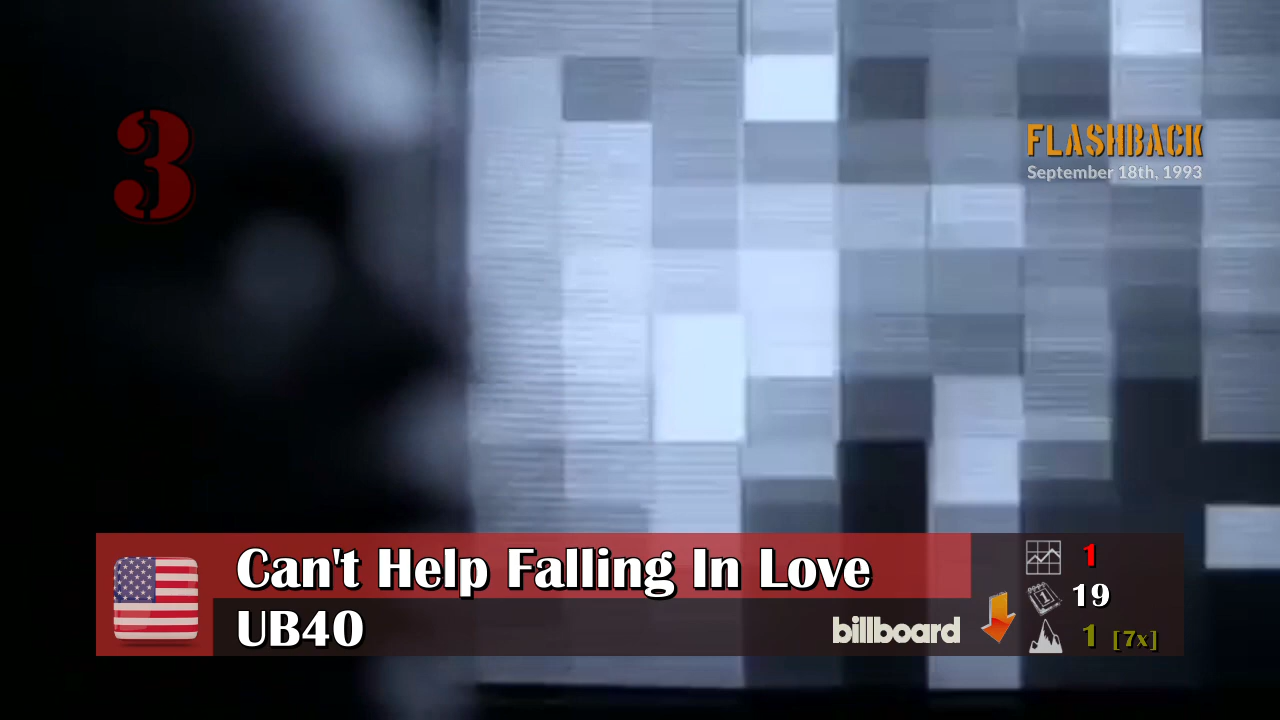 3
FLASHBACK
September 18th, 1993
Can't Help Falling In Love
UB40
billboard
1
19
1 [7x]